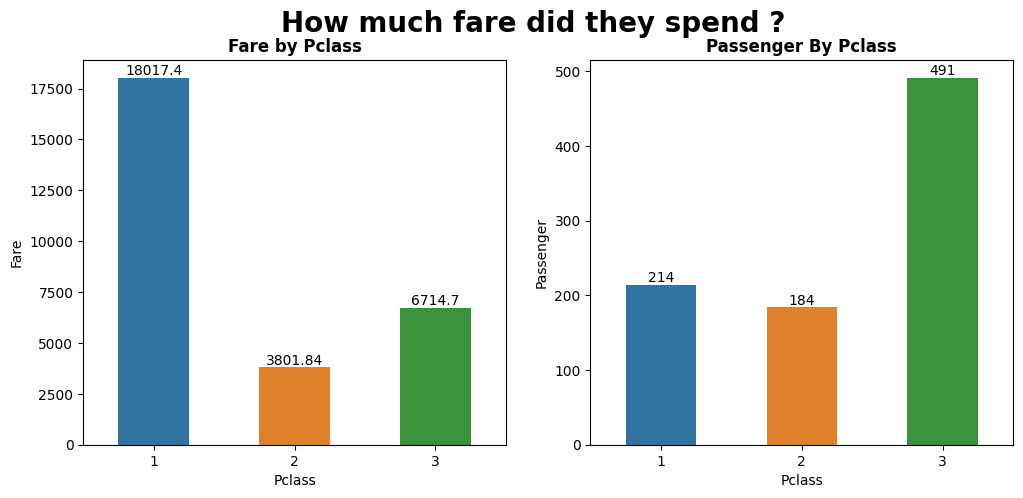 How much fare did they spend ?
Fare by Pclass
18017.4
3801.84
6714.7
17500
15000
12500
10000
7500
5000
2500
0
Fare
1 2 3
Pclass
Passenger By Pclass
214
184
491
500
400
300
200
100
0
Passenger
1 2 3
Pclass